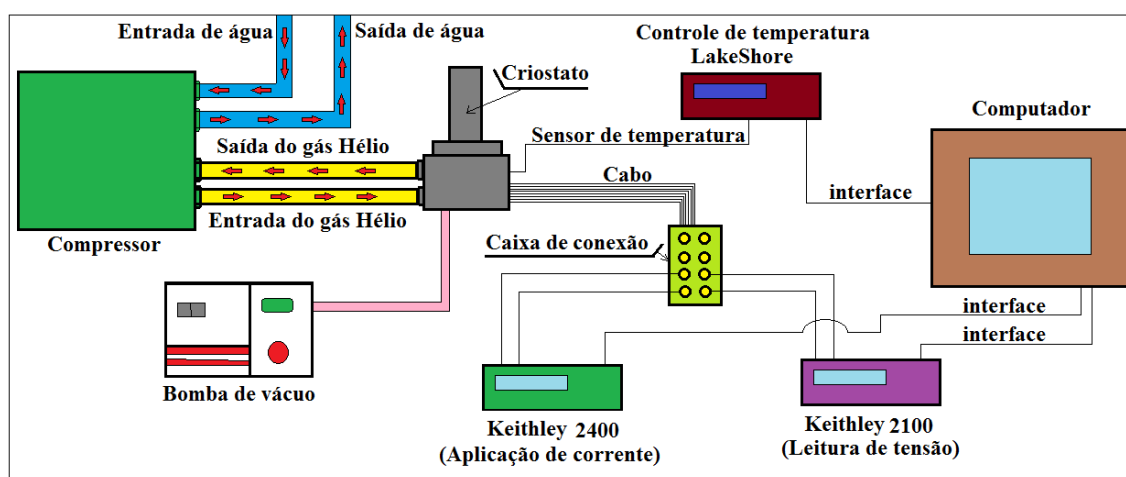 Entrada de água
Saída de água
Controle de temperatura
LakeShore
Criostato
Computador
Sensor de temperatura
Saída do gás Hélio
Cabo
interface
Entrada do gás Hélio
Compressor
Caixa de conexão
interface
interface
Bomba de vácuo
Keithley 2400
(Aplicação de corrente)
Keithley 2100
(Leitura de tensão)